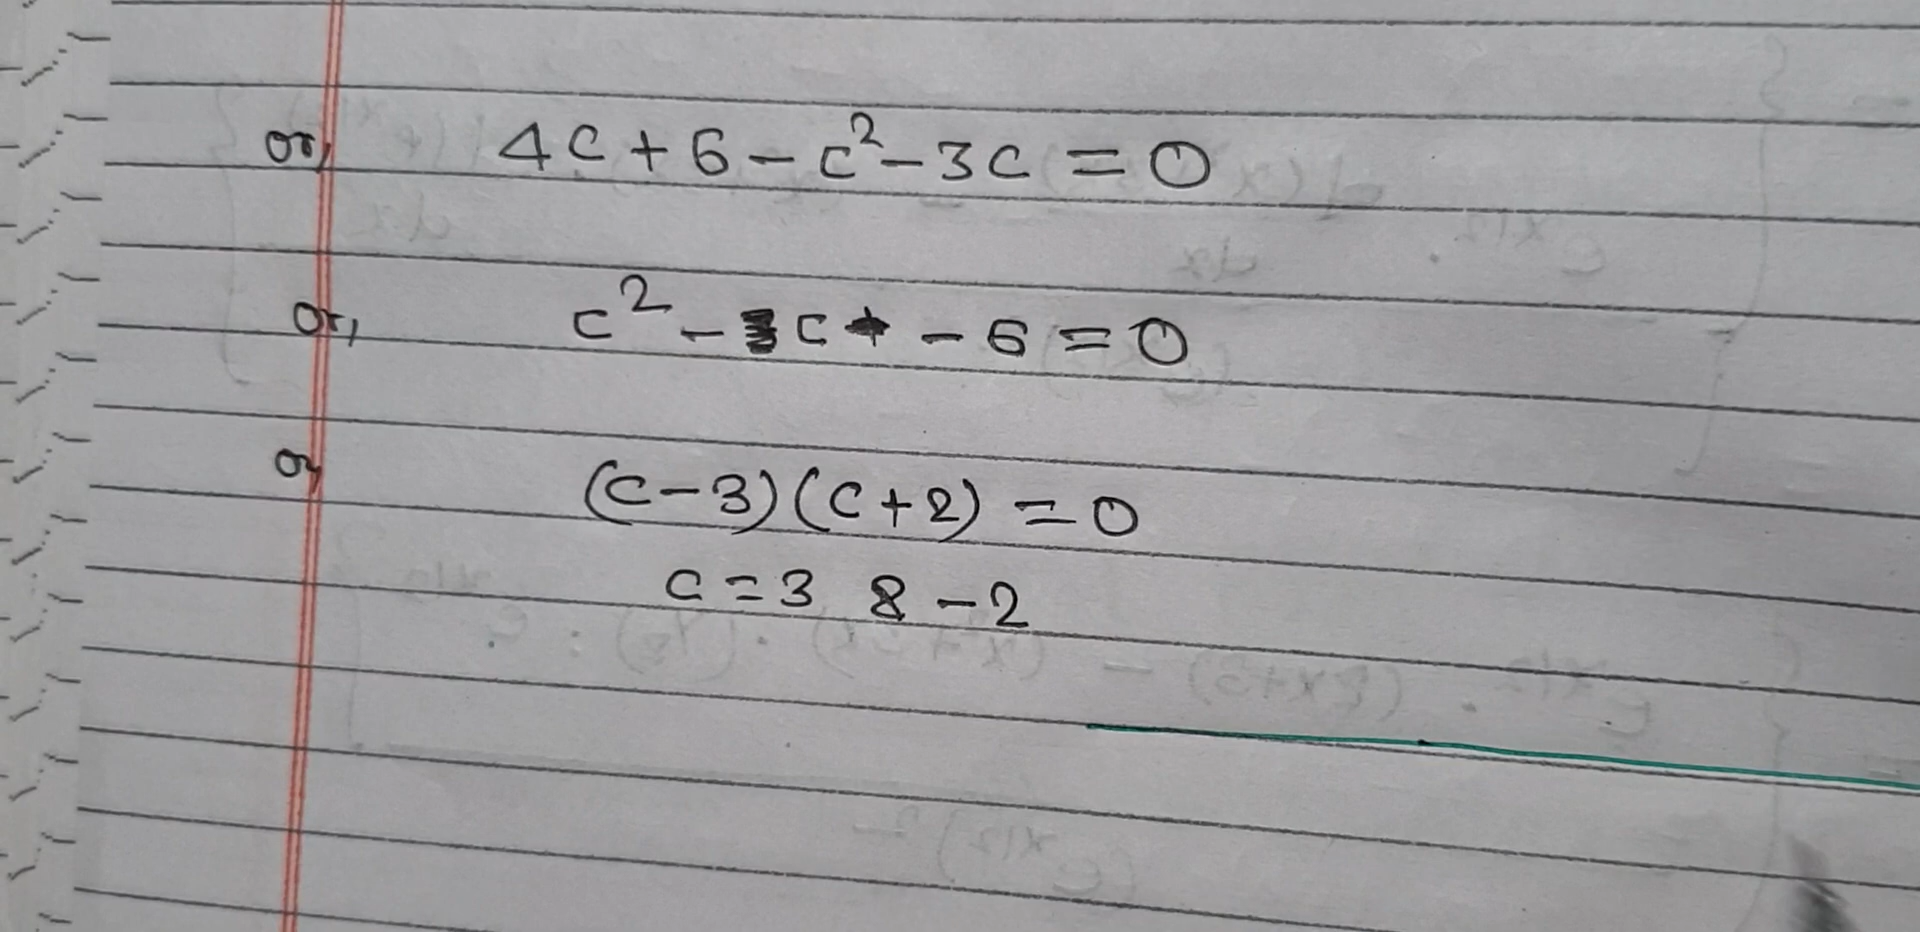 or, 4c + 6 - c² - 3c = 0
or, c² - c - 6 = 0
or, (c-3)(c+2) = 0
c = 3 & -2